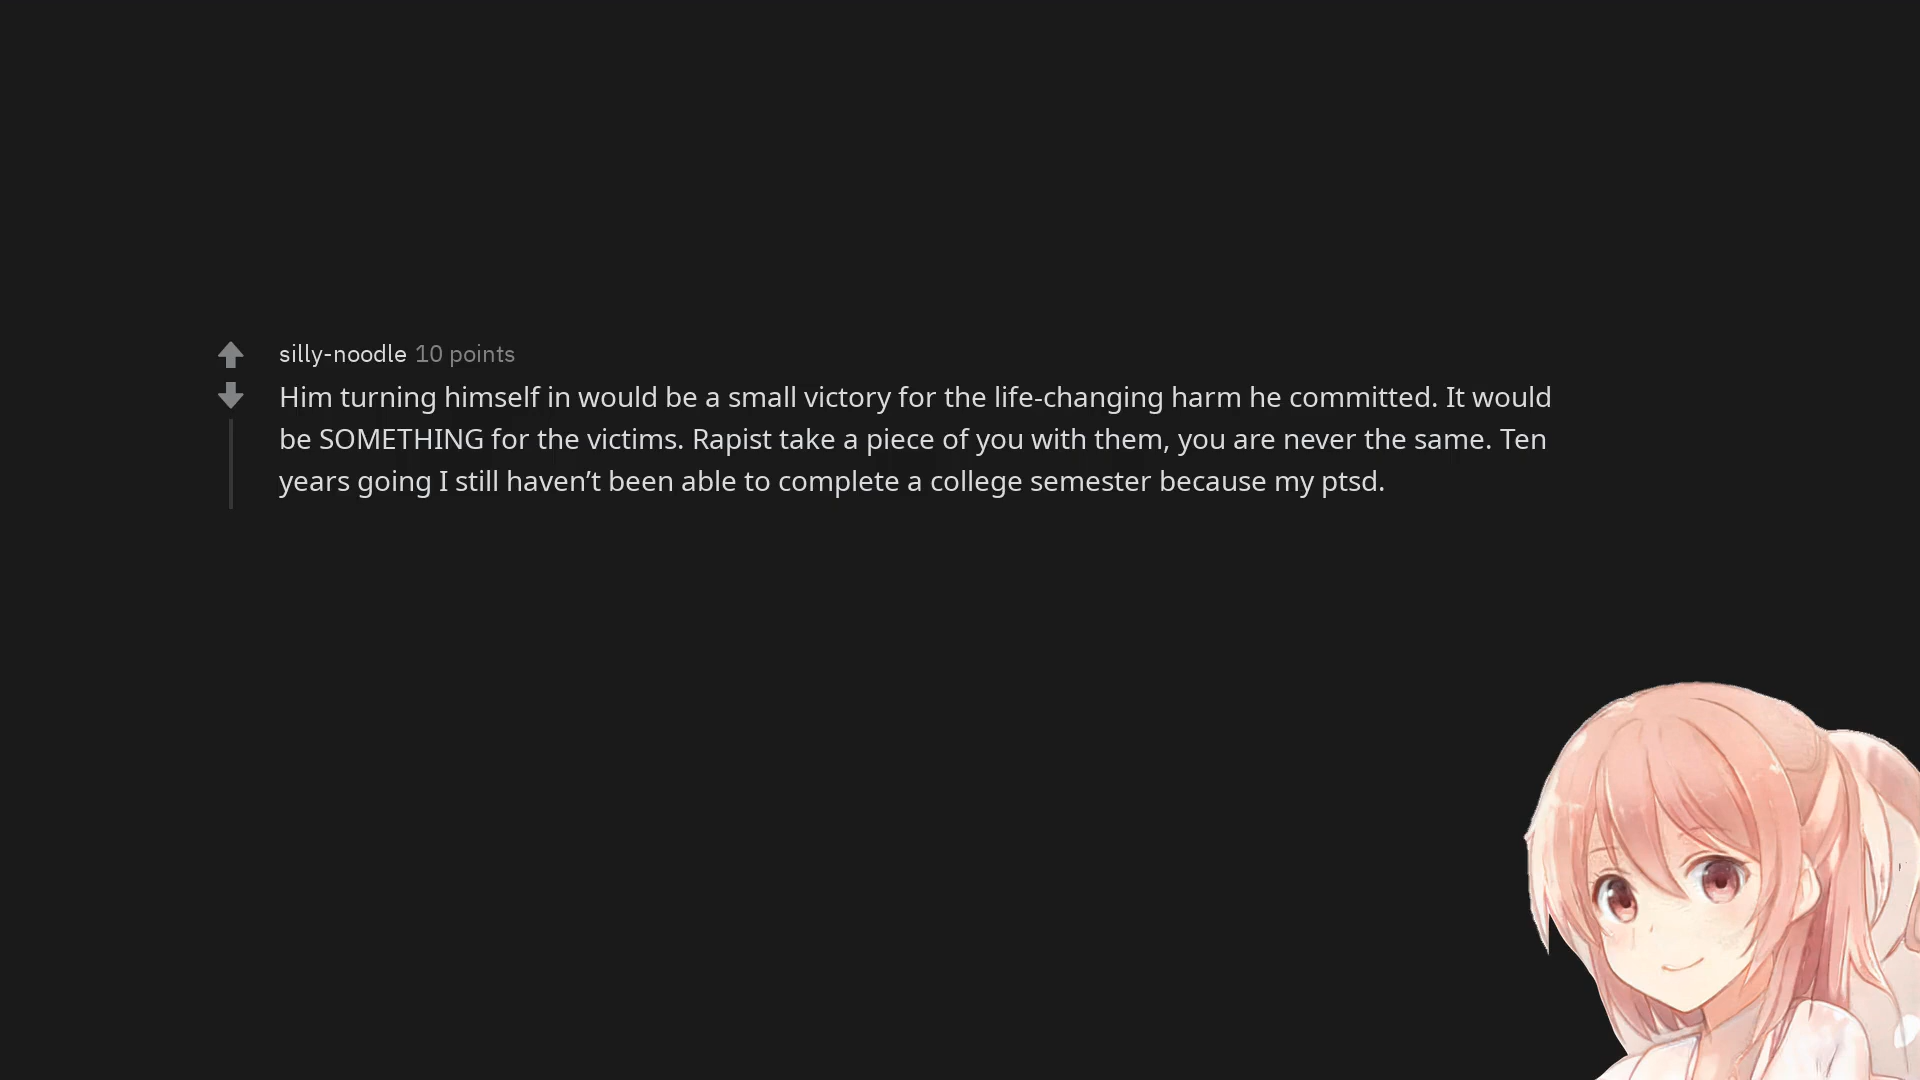 silly-noodle 10 points
Him turning himself in would be a small victory for the life-changing harm he committed. It would
be SOMETHING for the victims. Rapist take a piece of you with them, you are never the same. Ten
years going I still haven’t been able to complete a college semester because my ptsd.